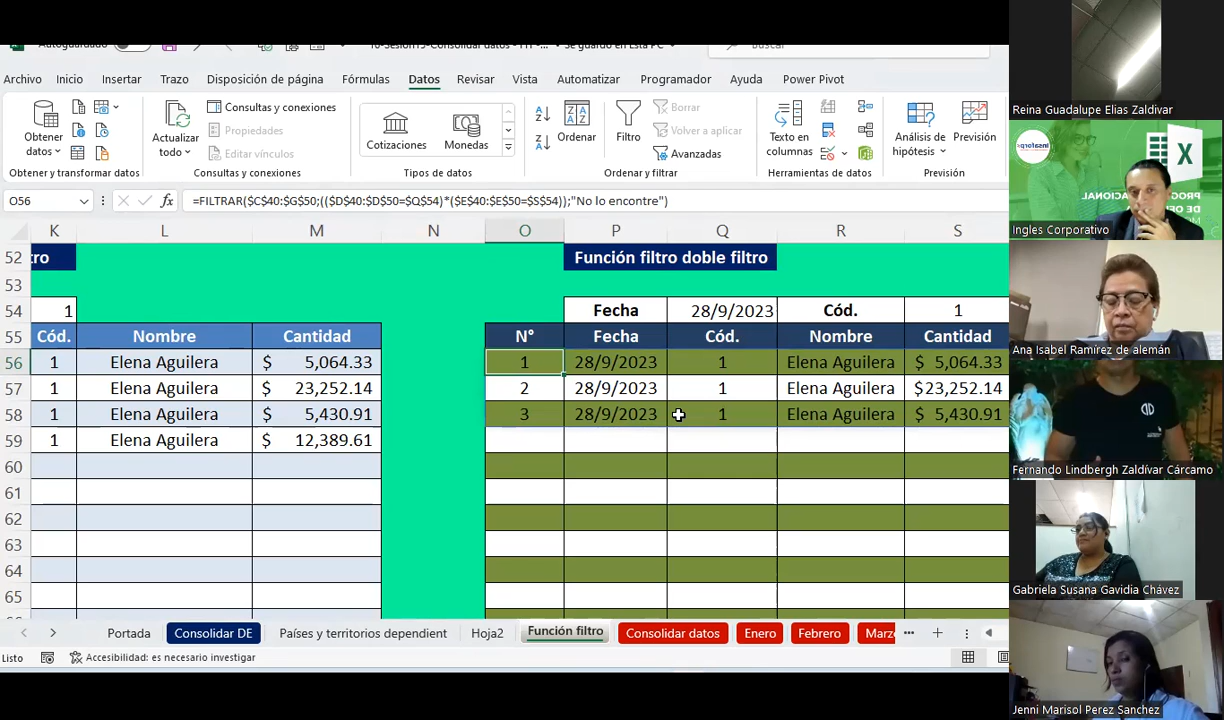 Autoguardado
10-Sesion15-Consolidar datos - FIT -... Se guardó en Esta PC
Buscar
Archivo Inicio Insertar Trazo Disposición de página Fórmulas Datos Revisar Vista Automatizar Programador Ayuda Power Pivot
Obtener datos
Actualizar todo
Consultas y conexiones
Propiedades
Editar vínculos
Cotizaciones
Monedas
Ordenar
Filtro
Borrar
Volver a aplicar
Avanzadas
Texto en columnas
Análisis de hipótesis
Previsión
Obtener y transformar datos
Consultas y conexiones
Tipos de datos
Ordenar y filtrar
Herramientas de datos
Previsión
O56
fx =FILTRAR($C$40:$G$50;(($D$40:$D$50=$Q$54)*($E$40:$E$50=$S$54));"No lo encontre")
K L M N O P Q R S
52 tro Función filtro doble filtro
53
54 1 Fecha 28/9/2023 Cód. 1
55 Cód. Nombre Cantidad N° Fecha Cód. Nombre Cantidad
56 1 Elena Aguilera $ 5,064.33 1 28/9/2023 1 Elena Aguilera $ 5,064.33
57 1 Elena Aguilera $ 23,252.14 2 28/9/2023 1 Elena Aguilera $23,252.14
58 1 Elena Aguilera $ 5,430.91 3 28/9/2023 1 Elena Aguilera $ 5,430.91
59 1 Elena Aguilera $ 12,389.61
60
61
62
63
64
65
Portada Consolidar DE Países y territorios dependient Hoja2 Función filtro Consolidar datos Enero Febrero Marzo
Listo Accesibilidad: es necesario investigar
Reina Guadalupe Elias Zaldivar
insaforp
X
Ingles Corporativo
Ana Isabel Ramírez de alemán
Fernando Lindbergh Zaldívar Cárcamo
Gabriela Susana Gavidia Chávez
Jenni Marisol Perez Sanchez